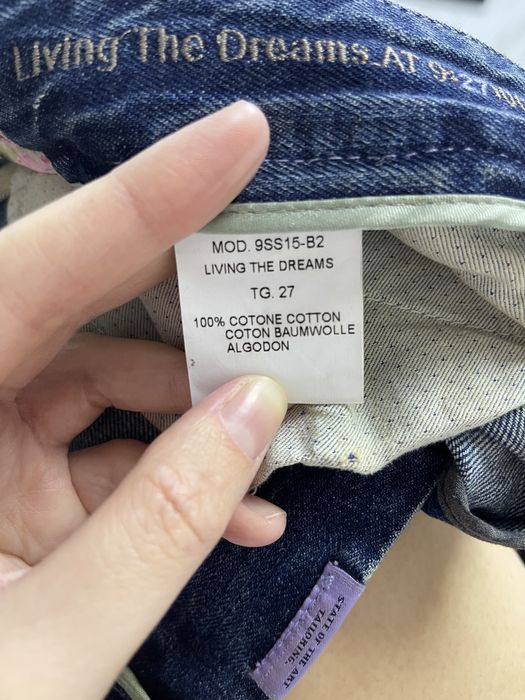 Living The Dreams AT
MOD. 9SS15-B2
LIVING THE DREAMS
TG. 27
100% COTONE COTTON
COTON BAUMWOLLE
ALGODON
STATE OF THE ART
TAILORING.